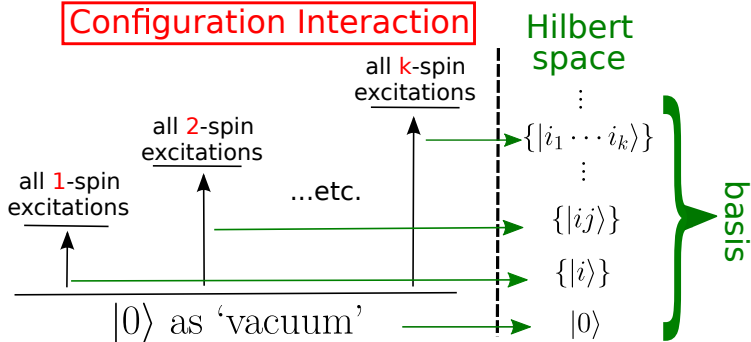 Configuration Interaction
all 1-spin
excitations
all 2-spin
excitations
...etc.
all k-spin
excitations
|0⟩ as ‘vacuum’
Hilbert
space
⋮
{|i₁ ⋯ iₖ⟩}
⋮
{|ij⟩}
{|i⟩}
|0⟩
basis